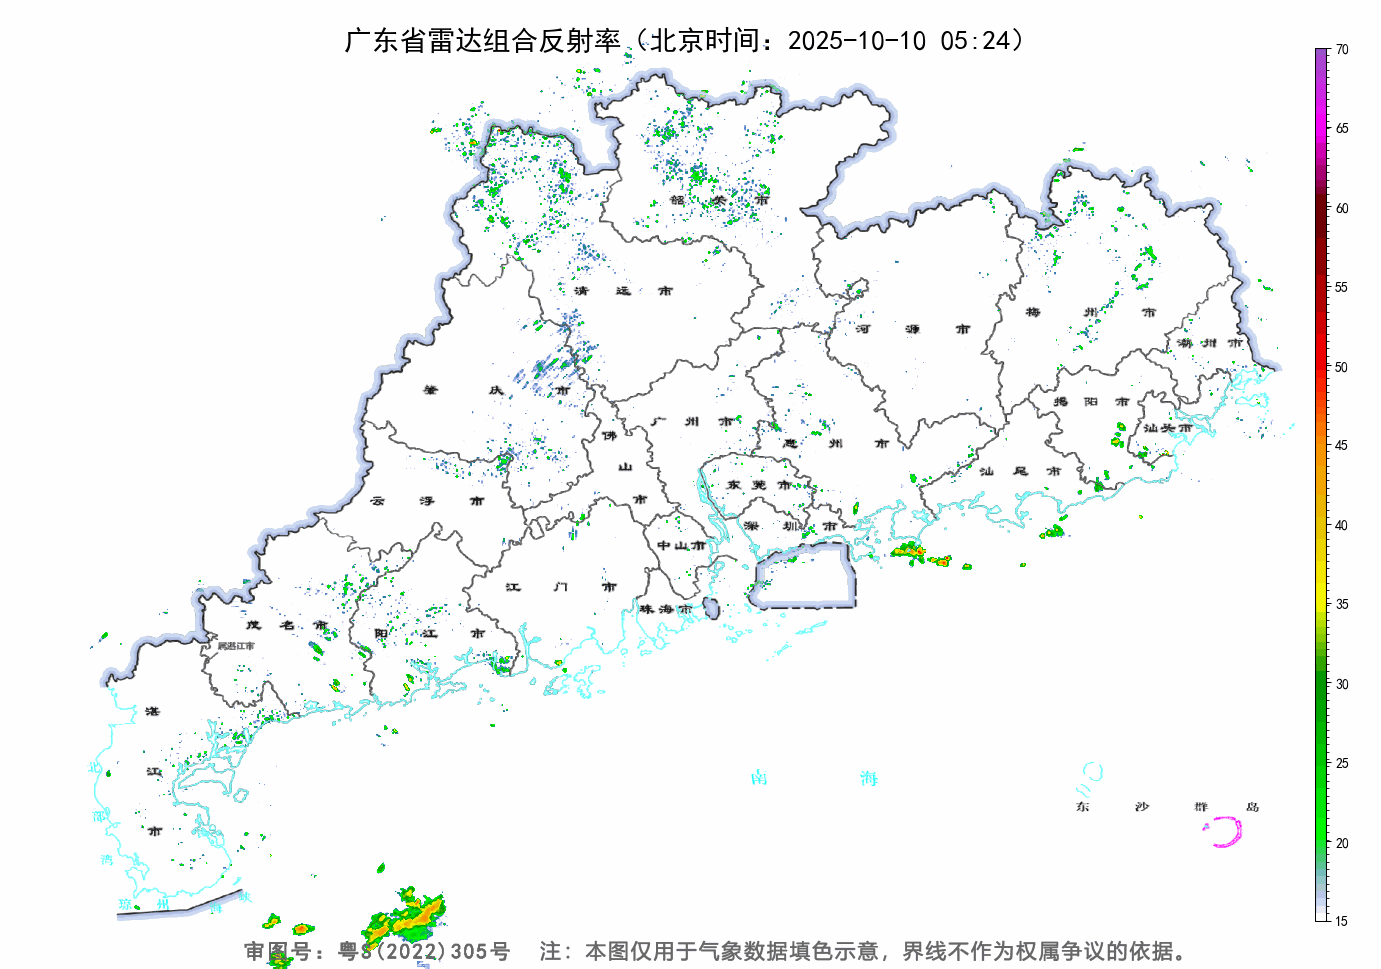 广东省雷达组合反射率（北京时间：2025-10-10 05:24）
70
65
60
55
50
45
40
35
30
25
20
15
韶关市
清远市
河源市
梅州市
潮州市
肇庆市
广州市
惠州市
揭阳市
汕头市
佛山市
云浮市
东莞市
汕尾市
深圳市
中山市
江门市
珠海市
茂名市
阳江市
属湛江市
湛江市
北部湾
南海
东沙群岛
琼州海峡
审图号：粤S(2022)305号 注：本图仅用于气象数据填色示意，界线不作为权属争议的依据。